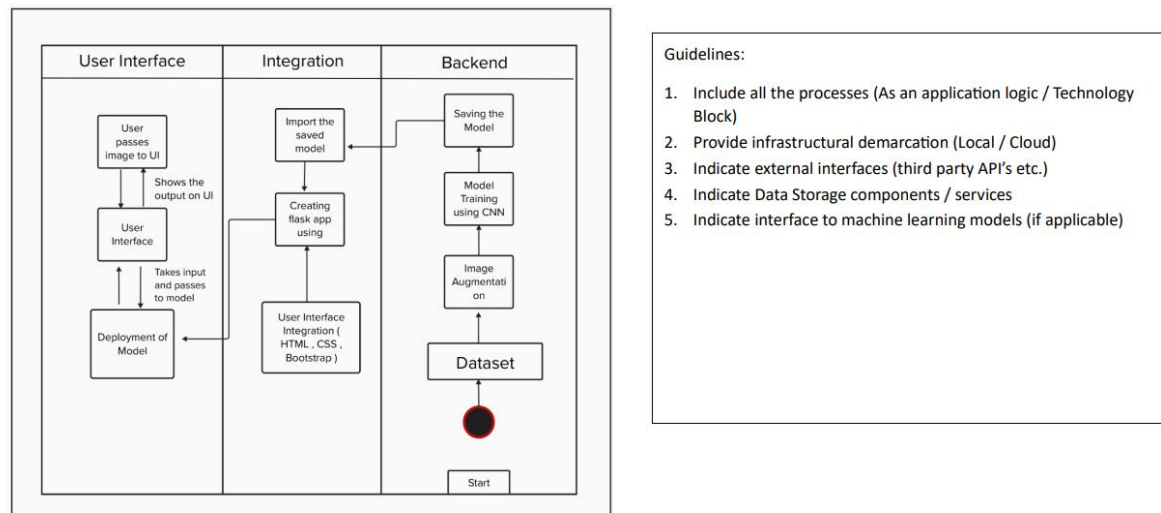 User Interface
Integration
Backend
User
passes
image to UI
Shows the
output on UI
User
Interface
Takes input
and passes
to model
Deployment of
Model
Import the
saved
model
Creating
flask app
using
User Interface
Integration (
HTML , CSS ,
Bootstrap )
Saving the
Model
Model
Training
using CNN
Image
Augmentati
on
Dataset
Start
Guidelines:
1. Include all the processes (As an application logic / Technology
Block)
2. Provide infrastructural demarcation (Local / Cloud)
3. Indicate external interfaces (third party API's etc.)
4. Indicate Data Storage components / services
5. Indicate interface to machine learning models (if applicable)